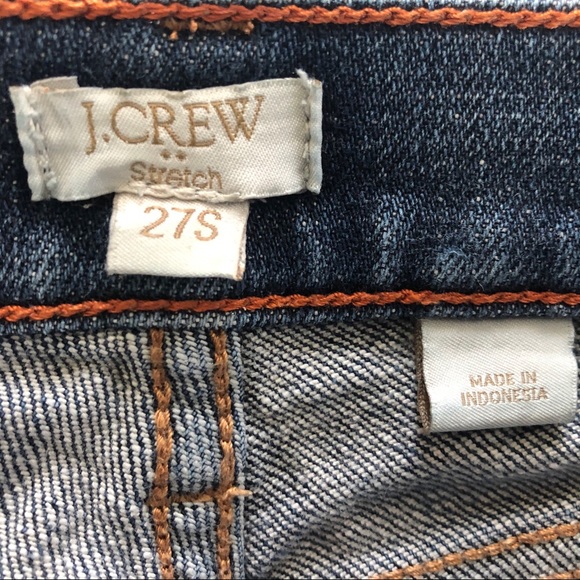 J.CREW
Stretch
27S
MADE IN
INDONESIA